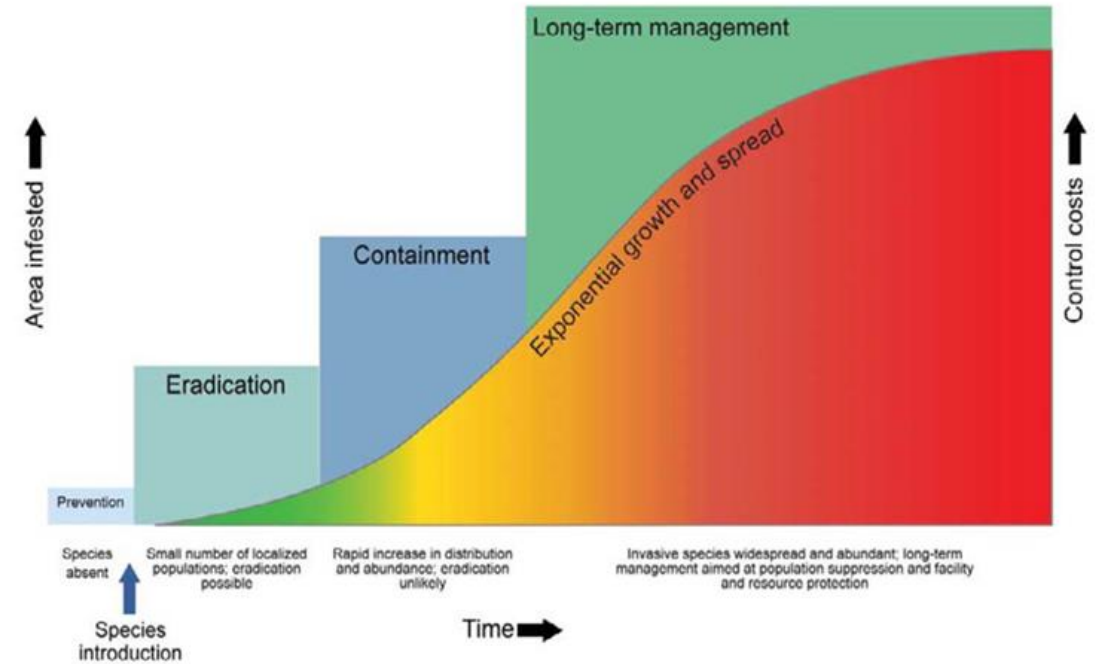 Long-term management
Exponential growth and spread
Area infested
Control costs
Containment
Eradication
Prevention
Species
absent
Small number of localized
populations; eradication
possible
Rapid increase in distribution
and abundance; eradication
unlikely
Invasive species widespread and abundant; long-term
management aimed at population suppression and facility
and resource protection
Species
introduction
Time